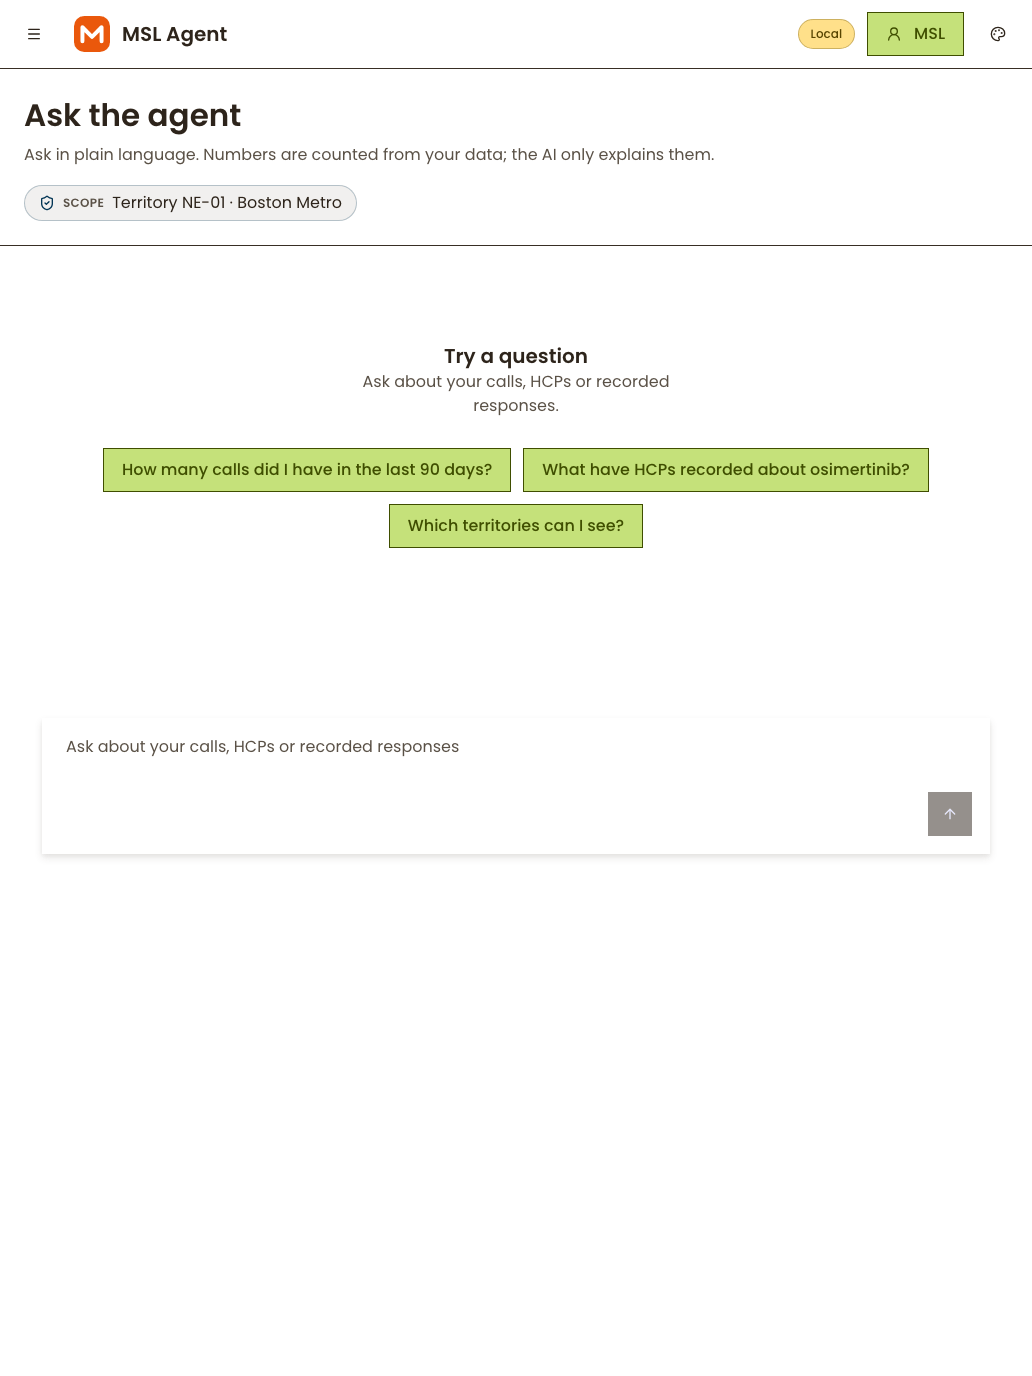 MSL Agent
Local
MSL
Ask the agent
Ask in plain language. Numbers are counted from your data; the AI only explains them.
SCOPE Territory NE-01 · Boston Metro
Try a question
Ask about your calls, HCPs or recorded
responses.
How many calls did I have in the last 90 days?
What have HCPs recorded about osimertinib?
Which territories can I see?
Ask about your calls, HCPs or recorded responses